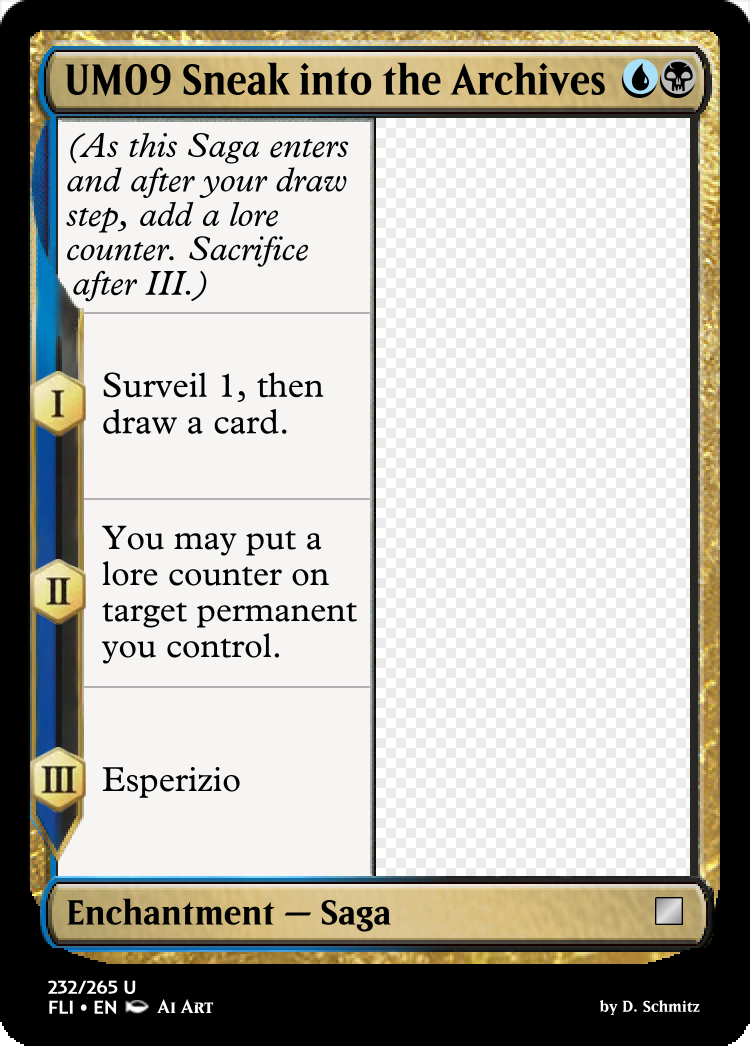 UM09 Sneak into the Archives
(As this Saga enters
and after your draw
step, add a lore
counter. Sacrifice
after III.)
I
Surveil 1, then
draw a card.
II
You may put a
lore counter on
target permanent
you control.
III
Esperizio
Enchantment — Saga
232/265 U
FLI • EN AI ART
by D. Schmitz